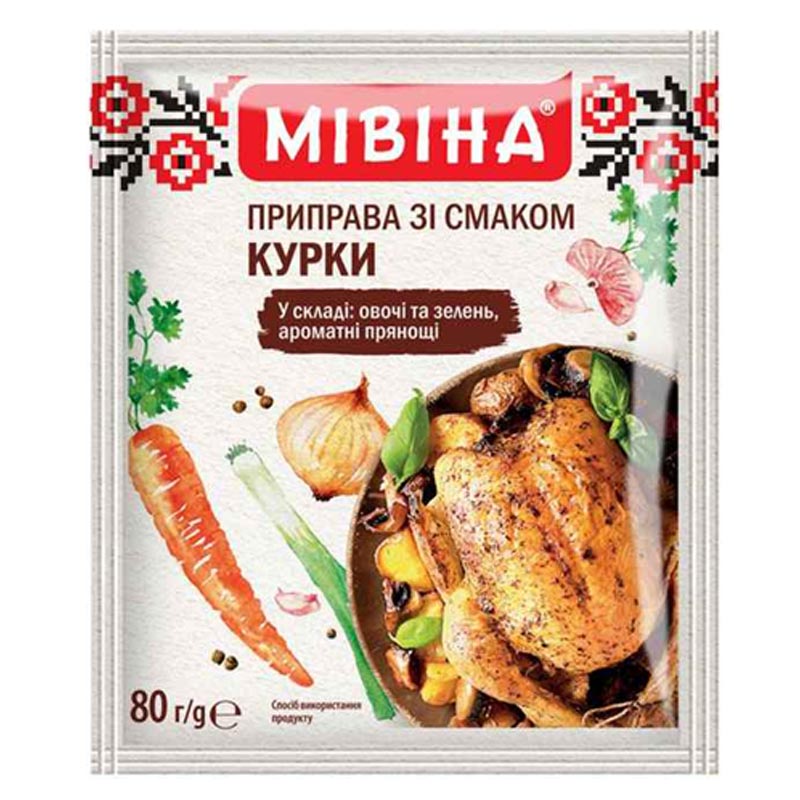 МІВІНА®
ПРИПРАВА ЗІ СМАКОМ
КУРКИ
У складі: овочі та зелень,
ароматні прянощі
80 г/g ℮
Спосіб використання
продукту